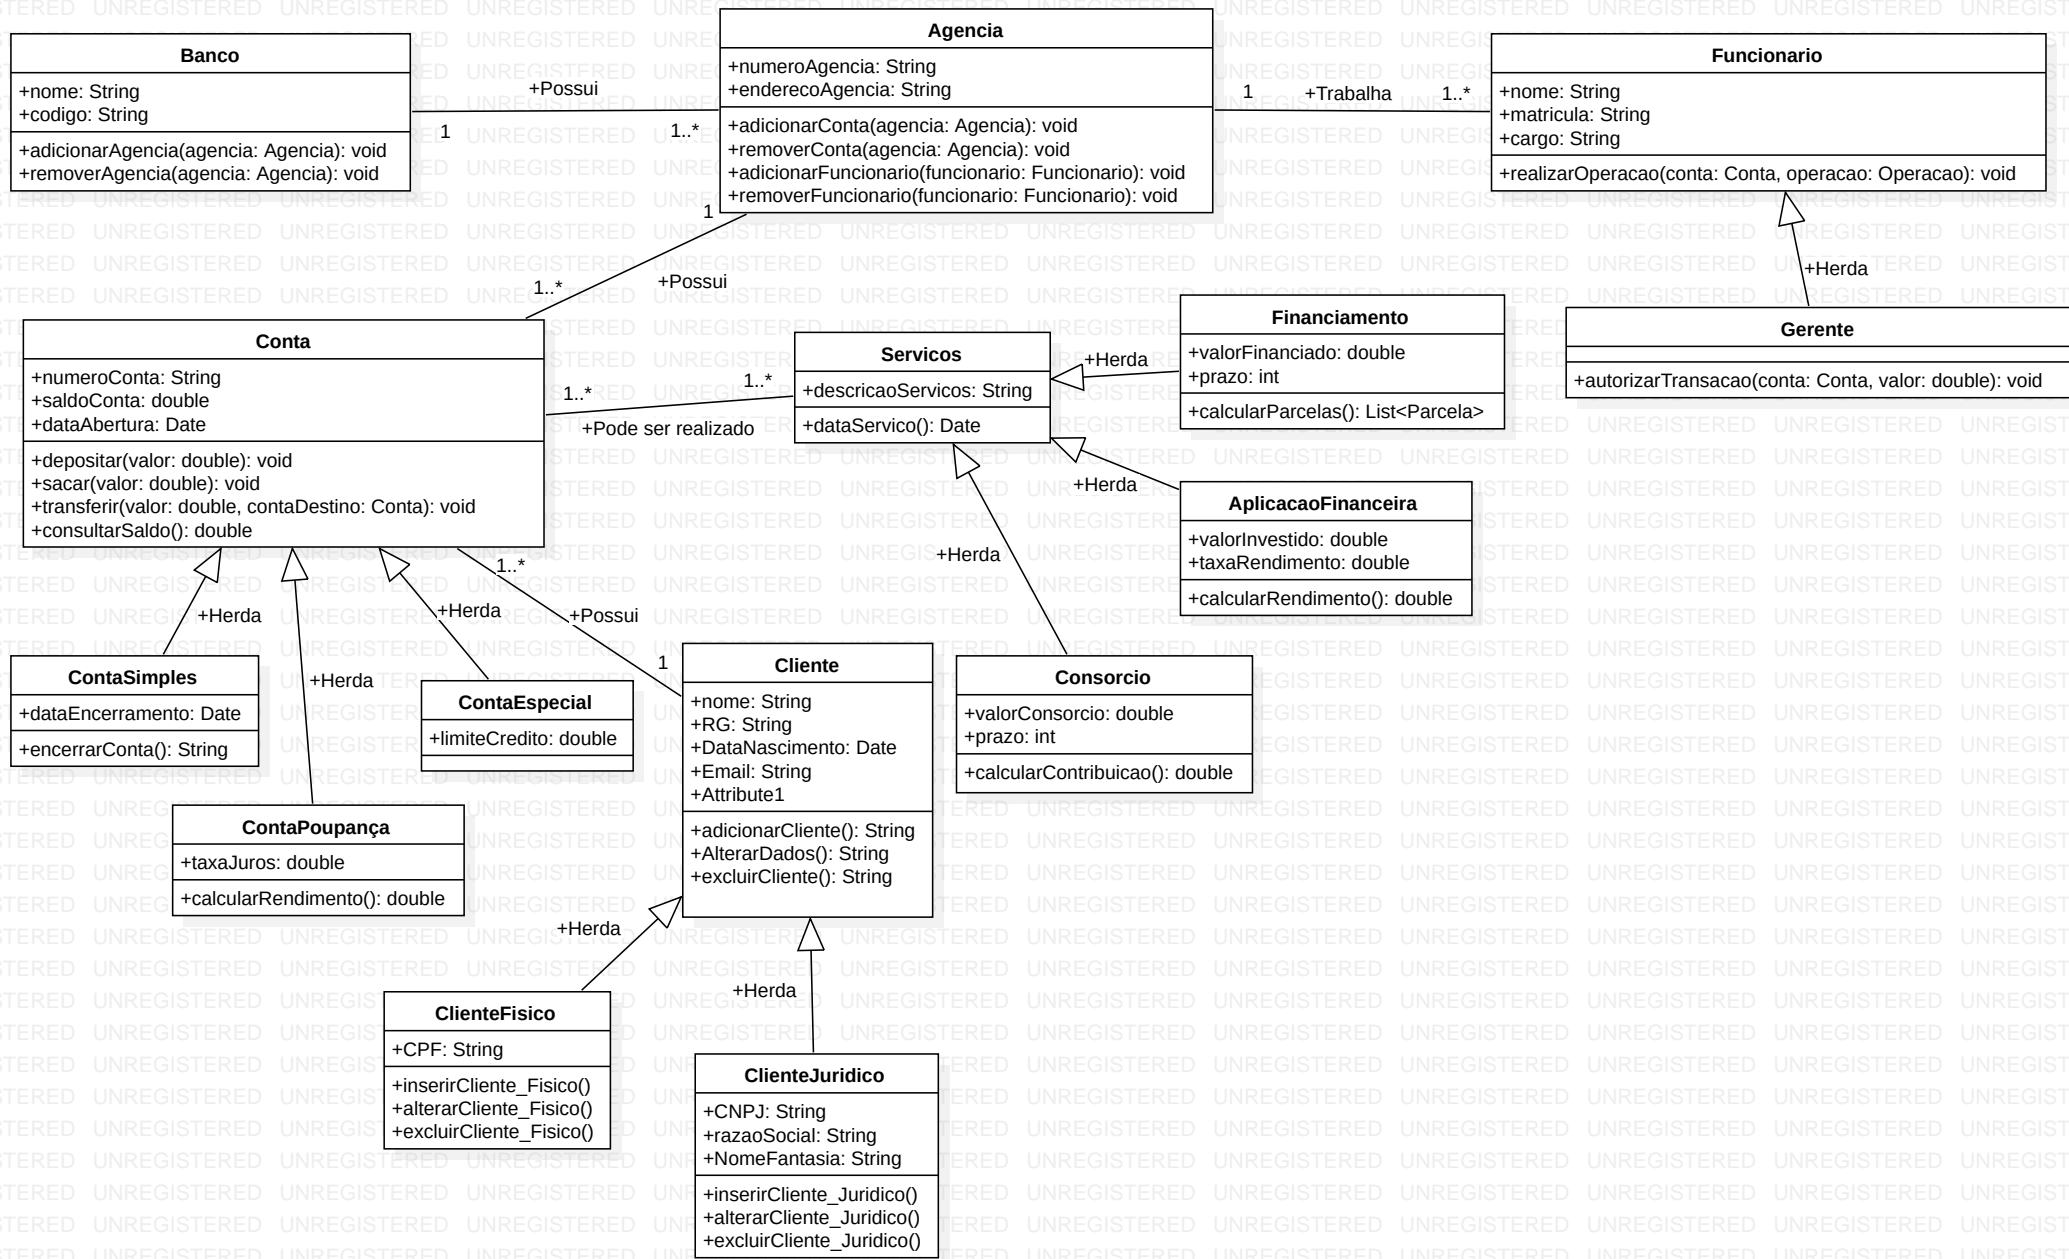 Banco
+nome: String
+codigo: String
+adicionarAgencia(agencia: Agencia): void
+removerAgencia(agencia: Agencia): void
+Possui
1
1..*
Agencia
+numeroAgencia: String
+enderecoAgencia: String
+adicionarConta(agencia: Agencia): void
+removerConta(agencia: Agencia): void
+adicionarFuncionario(funcionario: Funcionario): void
+removerFuncionario(funcionario: Funcionario): void
1
+Trabalha
1..*
Funcionario
+nome: String
+matricula: String
+cargo: String
+realizarOperacao(conta: Conta, operacao: Operacao): void
+Herda
Gerente
+autorizarTransacao(conta: Conta, valor: double): void
1
+Possui
1..*
Conta
+numeroConta: String
+saldoConta: double
+dataAbertura: Date
+depositar(valor: double): void
+sacar(valor: double): void
+transferir(valor: double, contaDestino: Conta): void
+consultarSaldo(): double
1..*
1..*
+Pode ser realizado
Servicos
+descricaoServicos: String
+dataServico(): Date
+Herda
Financiamento
+valorFinanciado: double
+prazo: int
+calcularParcelas(): List<Parcela>
+Herda
AplicacaoFinanceira
+valorInvestido: double
+taxaRendimento: double
+calcularRendimento(): double
+Herda
Consorcio
+valorConsorcio: double
+prazo: int
+calcularContribuicao(): double
+Herda
ContaSimples
+dataEncerramento: Date
+encerrarConta(): String
+Herda
ContaPoupança
+taxaJuros: double
+calcularRendimento(): double
+Herda
ContaEspecial
+limiteCredito: double
1..*
+Possui
1
Cliente
+nome: String
+RG: String
+DataNascimento: Date
+Email: String
+Attribute1
+adicionarCliente(): String
+AlterarDados(): String
+excluirCliente(): String
+Herda
ClienteFisico
+CPF: String
+inserirCliente_Fisico()
+alterarCliente_Fisico()
+excluirCliente_Fisico()
+Herda
ClienteJuridico
+CNPJ: String
+razaoSocial: String
+NomeFantasia: String
+inserirCliente_Juridico()
+alterarCliente_Juridico()
+excluirCliente_Juridico()
UNREGISTERED